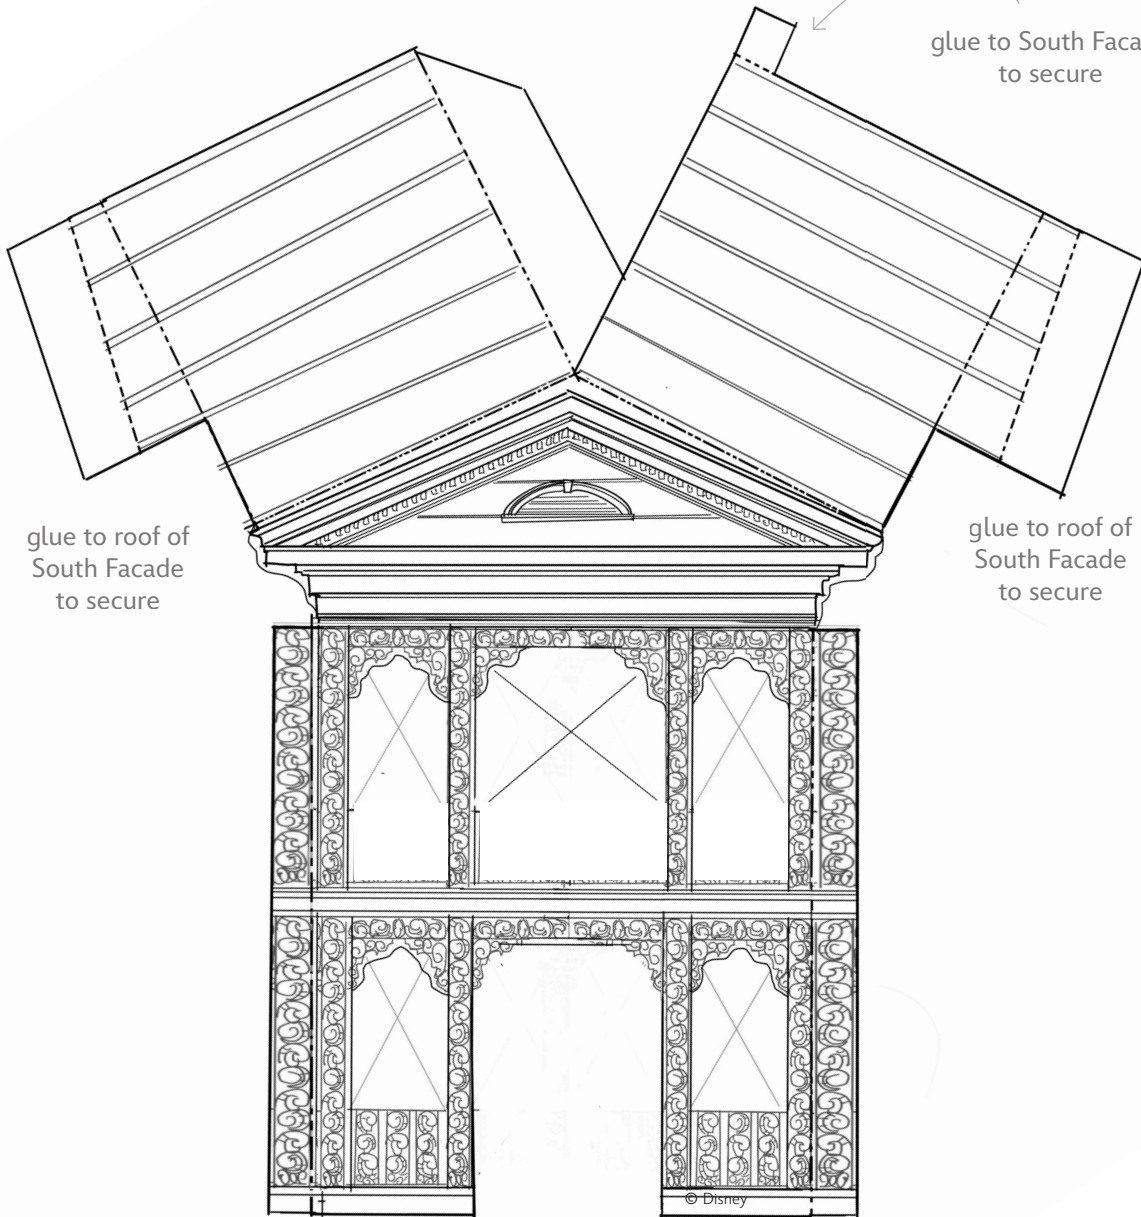 glue to South Faca
to secure
glue to roof of
South Facade
to secure
glue to roof of
South Facade
to secure
© Disney